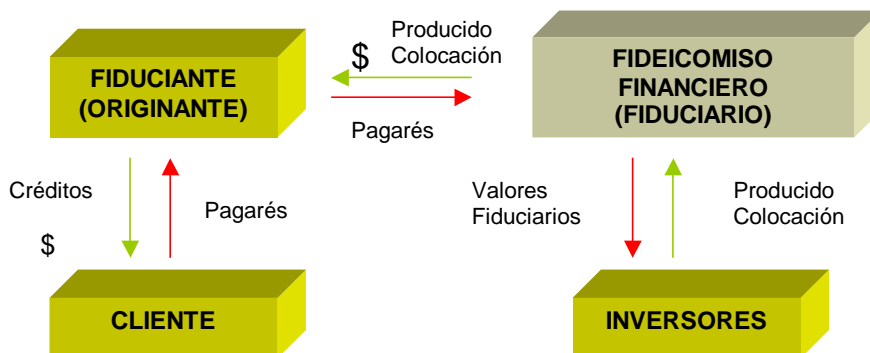 Producido
$ Colocación
FIDUCIANTE
(ORIGINANTE)
FIDEICOMISO
FINANCIERO
(FIDUCIARIO)
Pagarés
Créditos
$
Pagarés
Valores
Fiduciarios
Producido
Colocación
CLIENTE
INVERSORES